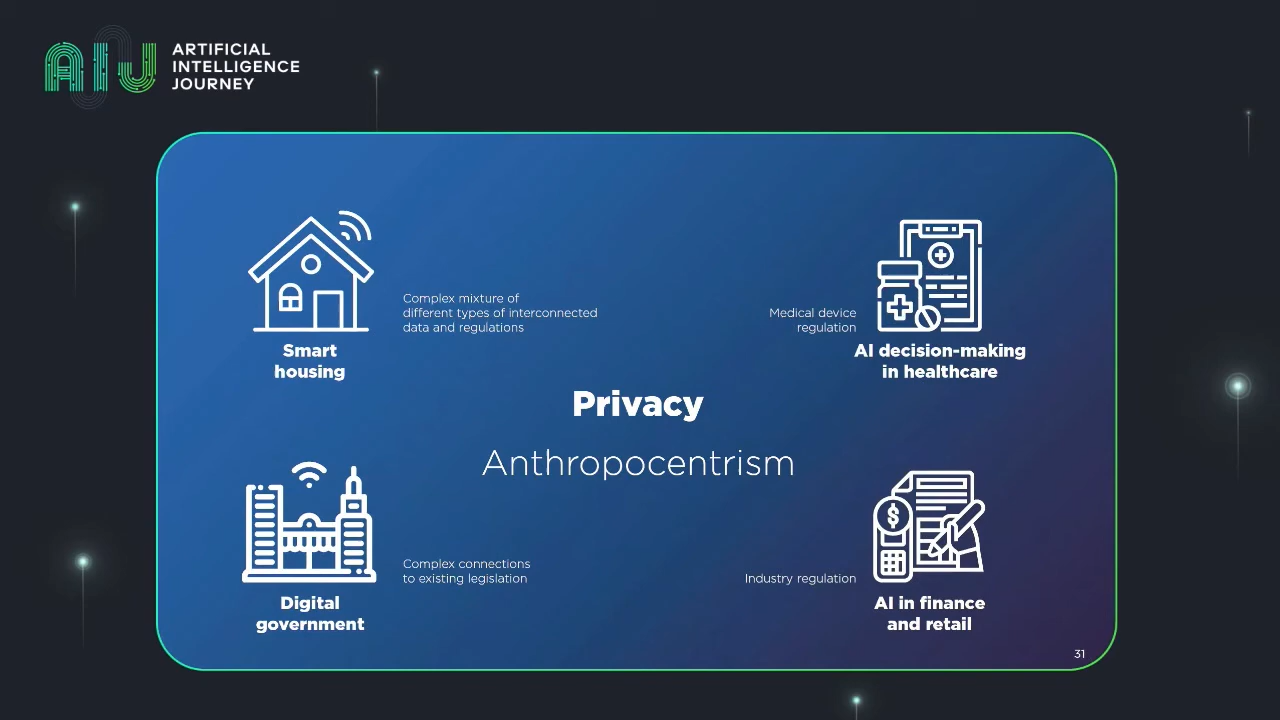 ARTIFICIAL
INTELLIGENCE
JOURNEY
Complex mixture of
different types of interconnected
data and regulations
Smart
housing
Medical device
regulation
AI decision-making
in healthcare
Privacy
Anthropocentrism
Complex connections
to existing legislation
Digital
government
Industry regulation
$
AI in finance
and retail
31